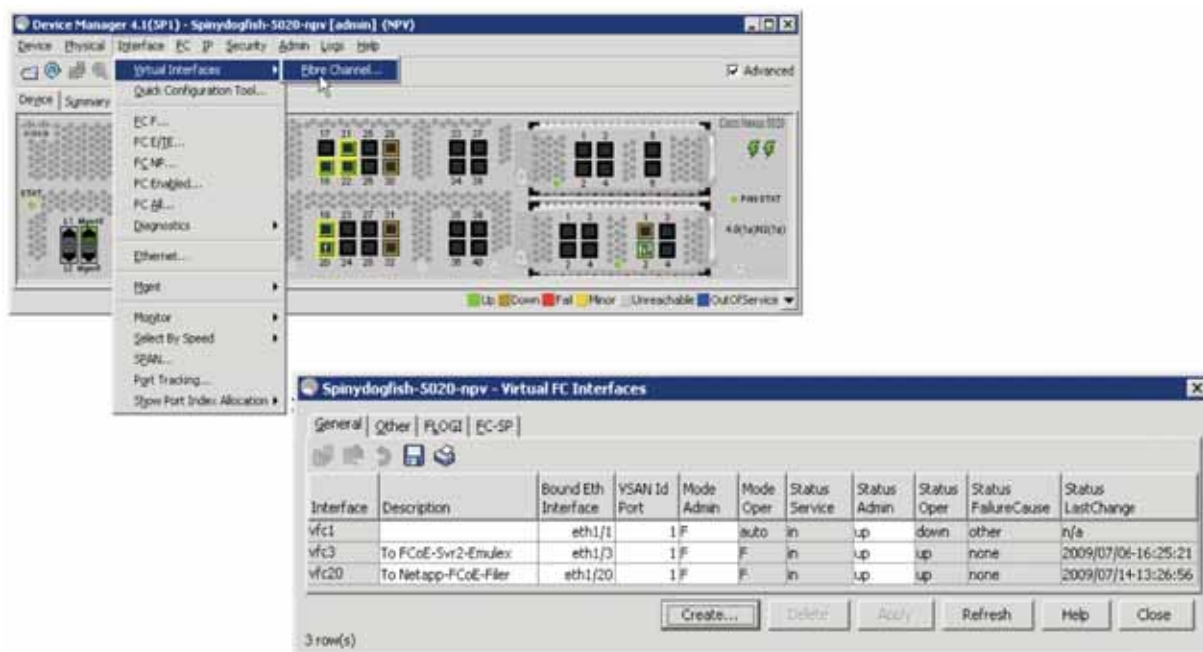 Device Manager 4.1(SP1) - Spinydogfish-5020-npv [admin] (NPV)
Device Physical Interface FC IP Security Admin Logs Help
Advanced
Device Summary
Virtual Interfaces
Fibre Channel...
Quick Configuration Tool...
FC F...
FC E/TE...
FC NP...
FC Enabled...
FC All...
Diagnostics
Ethernet...
Mgmt
Monitor
Select By Speed
SPAN...
Port Tracking...
Show Port Index Allocation
Up Down Fail Minor Unreachable OutOfService
Spinydogfish-5020-npv - Virtual FC Interfaces
General Other FLOGI FC-SP
Interface Description Bound Eth Interface VSAN Id Port Mode Admin Mode Oper Status Service Status Admin Status Oper Status FailureCause Status LastChange
vfc1 eth1/1 1 F auto in up down other n/a
vfc3 To FCoE-Svr2-Emulex eth1/3 1 F F in up up none 2009/07/06-16:25:21
vfc20 To Netapp-FCoE-Filer eth1/20 1 F F in up up none 2009/07/14-13:26:56
Create... Delete Apply Refresh Help Close
3 row(s)